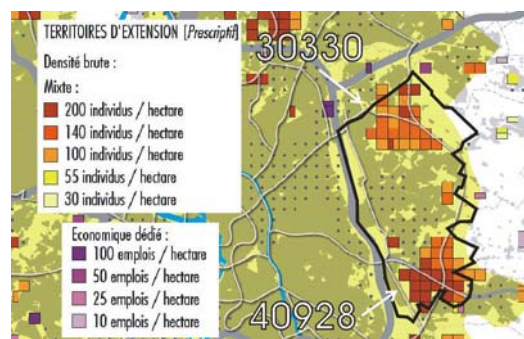 TERRITOIRES D'EXTENSION [Prescriptif]
Densité brute :
Mixte :
200 individus / hectare
140 individus / hectare
100 individus / hectare
55 individus / hectare
30 individus / hectare
Economique dédié :
100 emplois / hectare
50 emplois / hectare
25 emplois / hectare
10 emplois / hectare
30330
40928